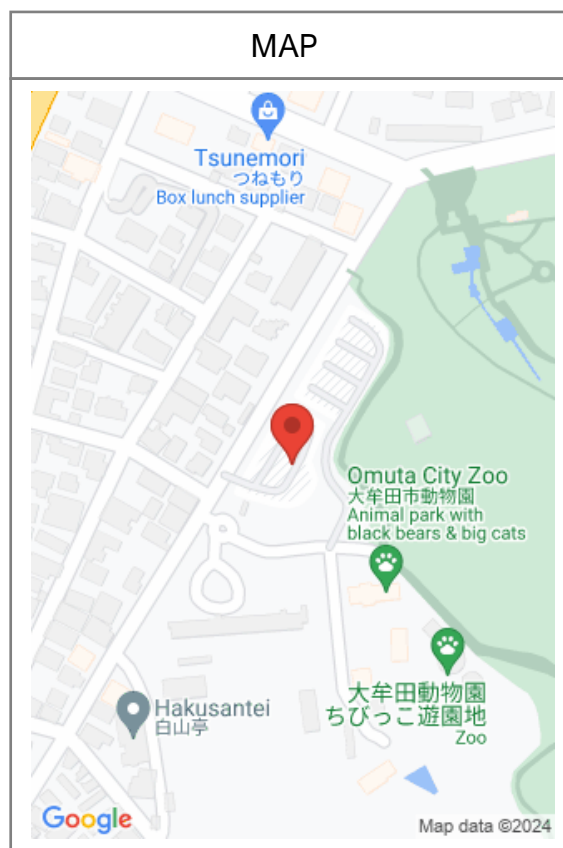 MAP
Tsunemori
つねもり
Box lunch supplier
Omuta City Zoo
大牟田市動物園
Animal park with
black bears & big cats
大牟田動物園
ちびっこ遊園地
Zoo
Hakusantei
白山亭
Google
Map data ©2024